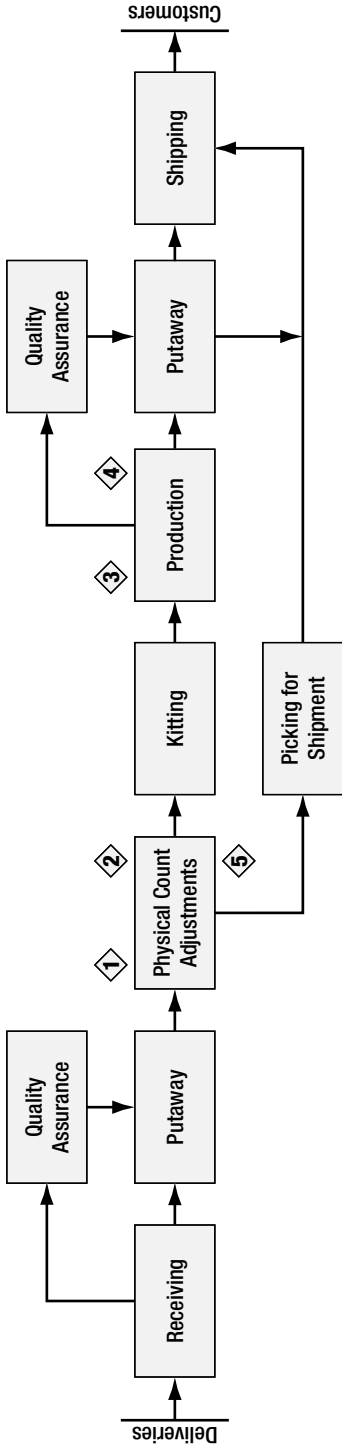 Deliveries
Receiving
Quality
Assurance
Putaway
1
Physical Count
Adjustments
2
5
Kitting
Picking for
Shipment
3
Production
4
Quality
Assurance
Putaway
Shipping
Customers